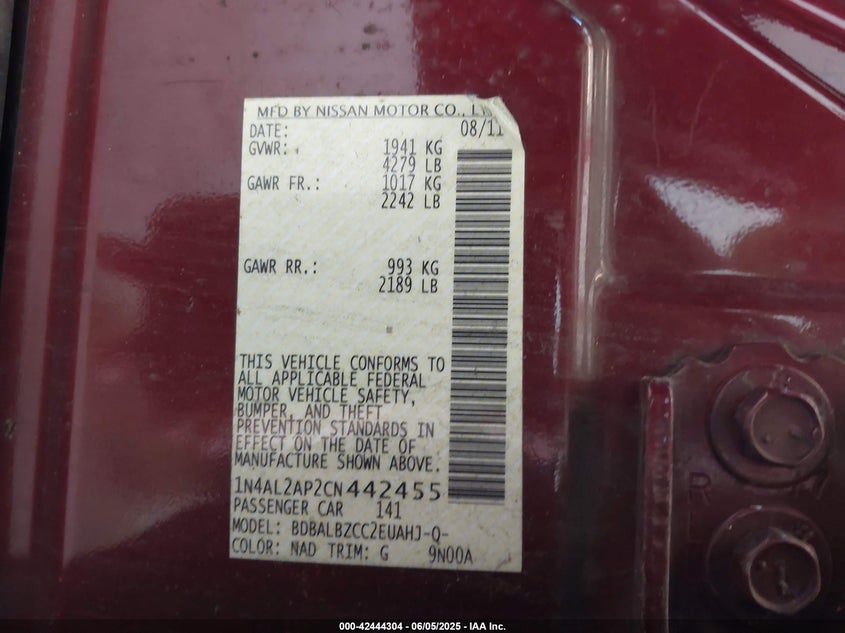 MFD BY NISSAN MOTOR CO.,
DATE: 08/11
GVWR: 1941 KG
4279 LB
GAWR FR.: 1017 KG
2242 LB
GAWR RR.: 993 KG
2189 LB
THIS VEHICLE CONFORMS TO
ALL APPLICABLE FEDERAL
MOTOR VEHICLE SAFETY,
BUMPER, AND THEFT
PREVENTION STANDARDS IN
EFFECT ON THE DATE OF
MANUFACTURE SHOWN ABOVE.
1N4AL2AP2CN442455
PASSENGER CAR 141
MODEL: BDBALBZCC2EUAHJ-Q-
COLOR: NAD TRIM: G 9N00A
000-42444304 | 06/05/2025 - IAA Inc.